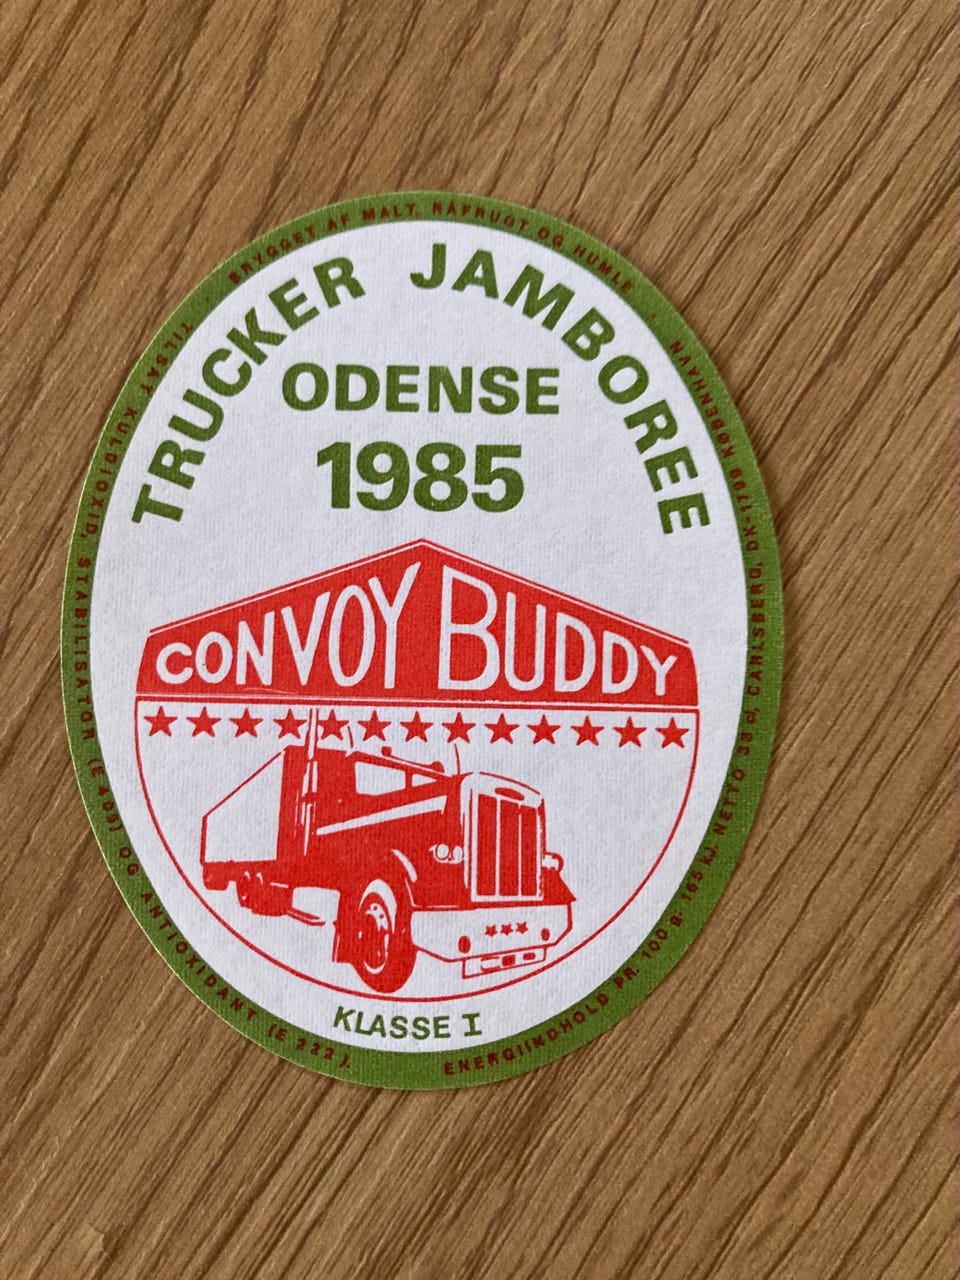 TRUCKER JAMBOREE
ODENSE
1985
CONVOY BUDDY
KLASSE I
BRYGGET AF MALT, RÅFRUGT OG HUMLE
CARLSBERG, DK-1799 KØBENHAVN
NETTO 33 cl,
ENERGIINDHOLD PR. 100 g: 165 kJ.
TILSAT KULDIOXID, STABILISATOR (E 405) OG ANTIOXIDANT (E 222).